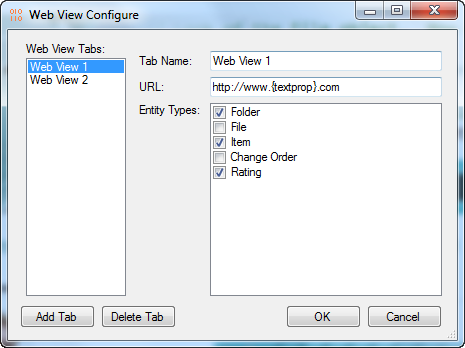 Web View Configure
Web View Tabs:
Web View 1
Web View 2
Tab Name: Web View 1
URL: http://www.{textprop}.com
Entity Types:
Folder
File
Item
Change Order
Rating
Add Tab Delete Tab OK Cancel